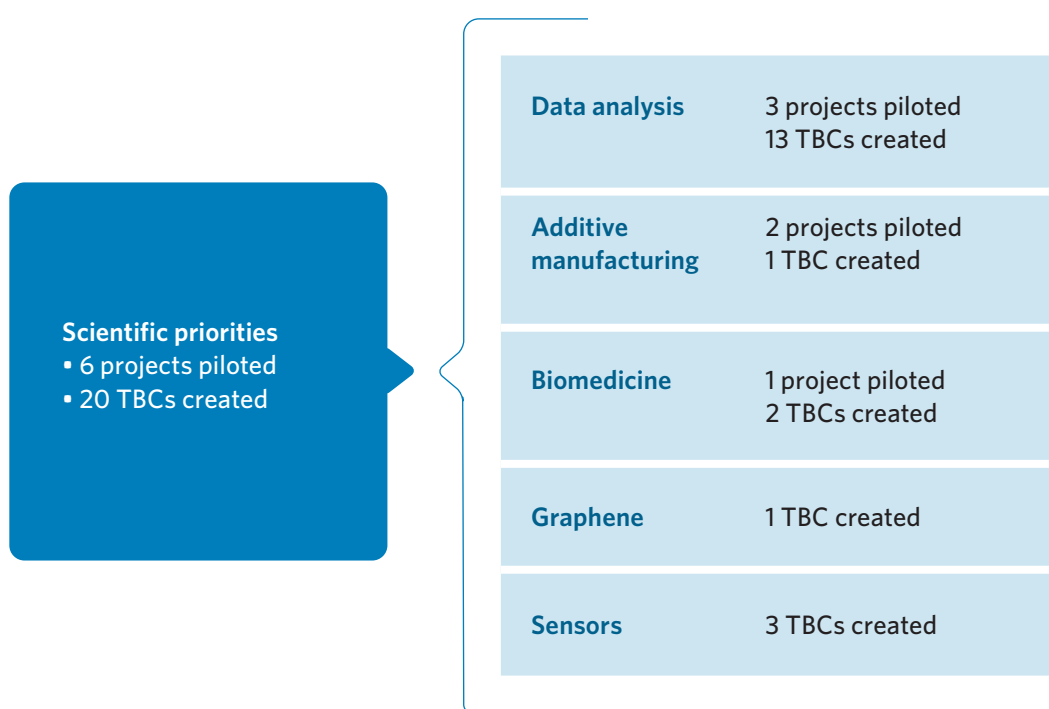 Scientific priorities
▪ 6 projects piloted
▪ 20 TBCs created
Data analysis
3 projects piloted
13 TBCs created
Additive
manufacturing
2 projects piloted
1 TBC created
Biomedicine
1 project piloted
2 TBCs created
Graphene
1 TBC created
Sensors
3 TBCs created